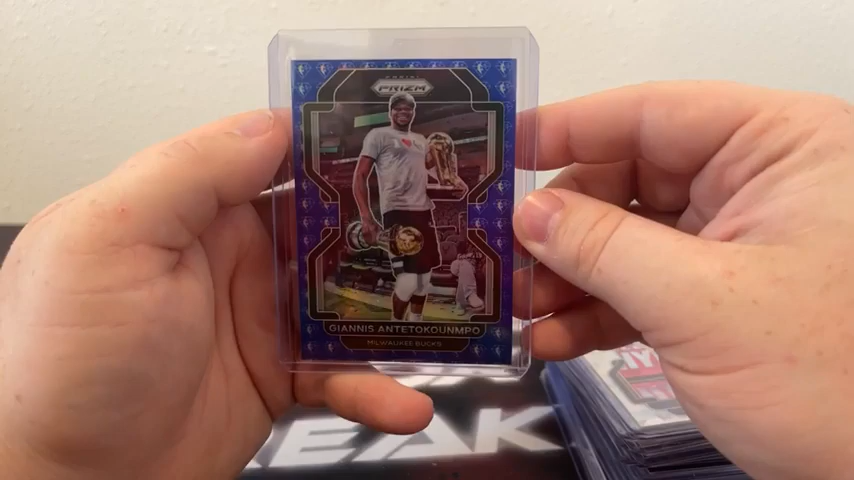 PANINI
PRIZM
I ❤
GIANNIS ANTETOKOUNMPO
MILWAUKEE BUCKS
EAK